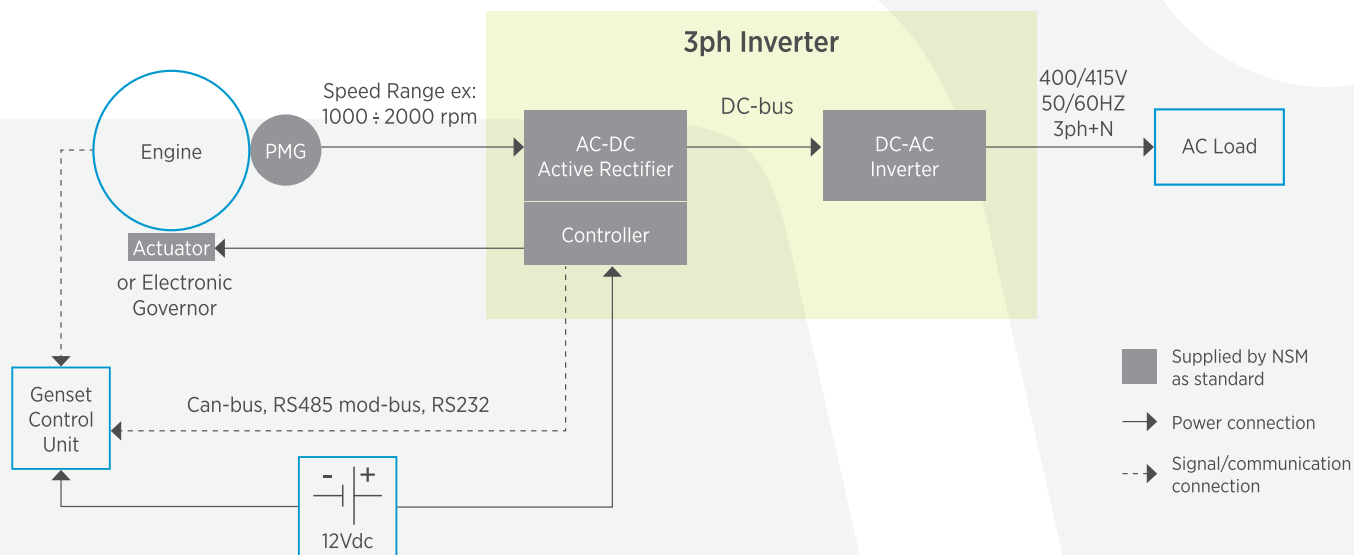 3ph Inverter
Speed Range ex:
1000 ÷ 2000 rpm
Engine
PMG
AC-DC
Active Rectifier
Controller
DC-bus
DC-AC
Inverter
400/415V
50/60HZ
3ph+N
AC Load
Actuator
or Electronic
Governor
Genset
Control
Unit
Can-bus, RS485 mod-bus, RS232
- +
12Vdc
Supplied by NSM
as standard
Power connection
Signal/communication
connection